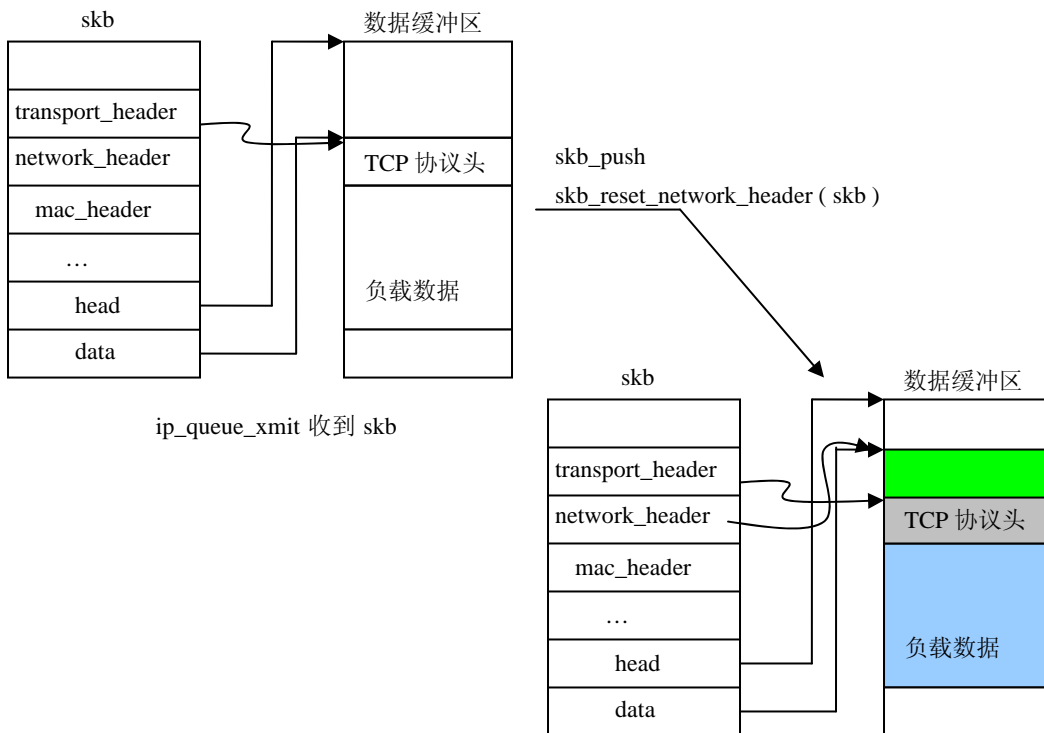 skb
数据缓冲区
transport_header
network_header
TCP 协议头
mac_header
…
负载数据
head
data
ip_queue_xmit 收到 skb
skb_push
skb_reset_network_header ( skb )
skb
数据缓冲区
transport_header
network_header
TCP 协议头
mac_header
…
负载数据
head
data